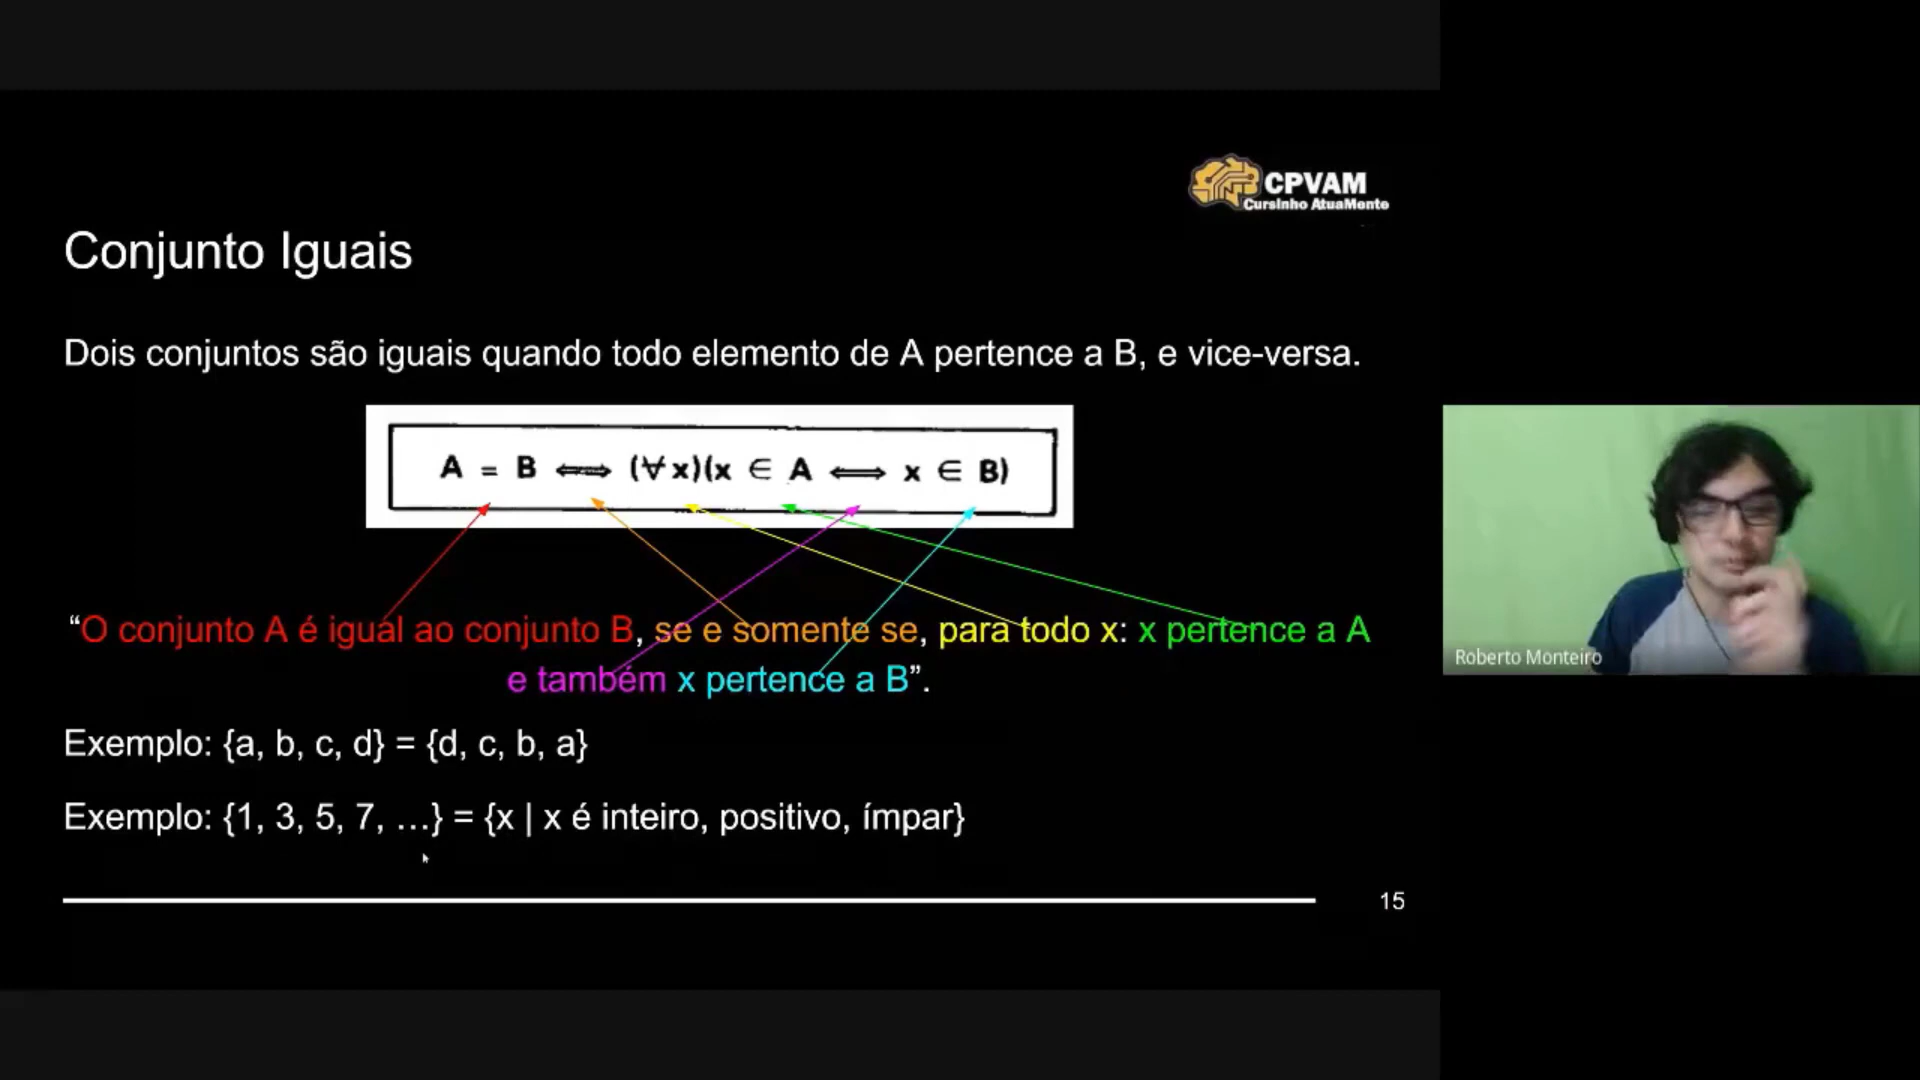 CPVAM
Cursinho AtuaMente
Conjunto Iguais
Dois conjuntos são iguais quando todo elemento de A pertence a B, e vice-versa.
A = B ⟺ (∀x)(x ∈ A ⟺ x ∈ B)
“O conjunto A é igual ao conjunto B, se e somente se, para todo x: x pertence a A
e também x pertence a B”.
Roberto Monteiro
Exemplo: {a, b, c, d} = {d, c, b, a}
Exemplo: {1, 3, 5, 7, …} = {x | x é inteiro, positivo, ímpar}
15